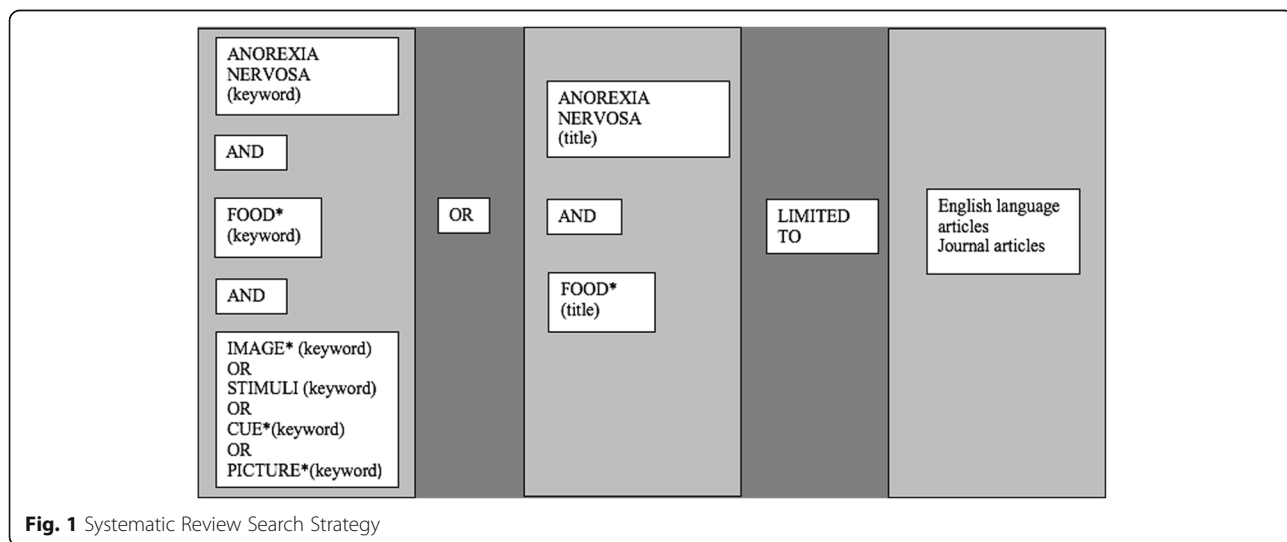 ANOREXIA
NERVOSA
(keyword)
AND
FOOD*
(keyword)
AND
IMAGE* (keyword)
OR
STIMULI (keyword)
OR
CUE*(keyword)
OR
PICTURE*(keyword)
OR
ANOREXIA
NERVOSA
(title)
AND
FOOD*
(title)
LIMITED
TO
English language
articles
Journal articles
Fig. 1 Systematic Review Search Strategy